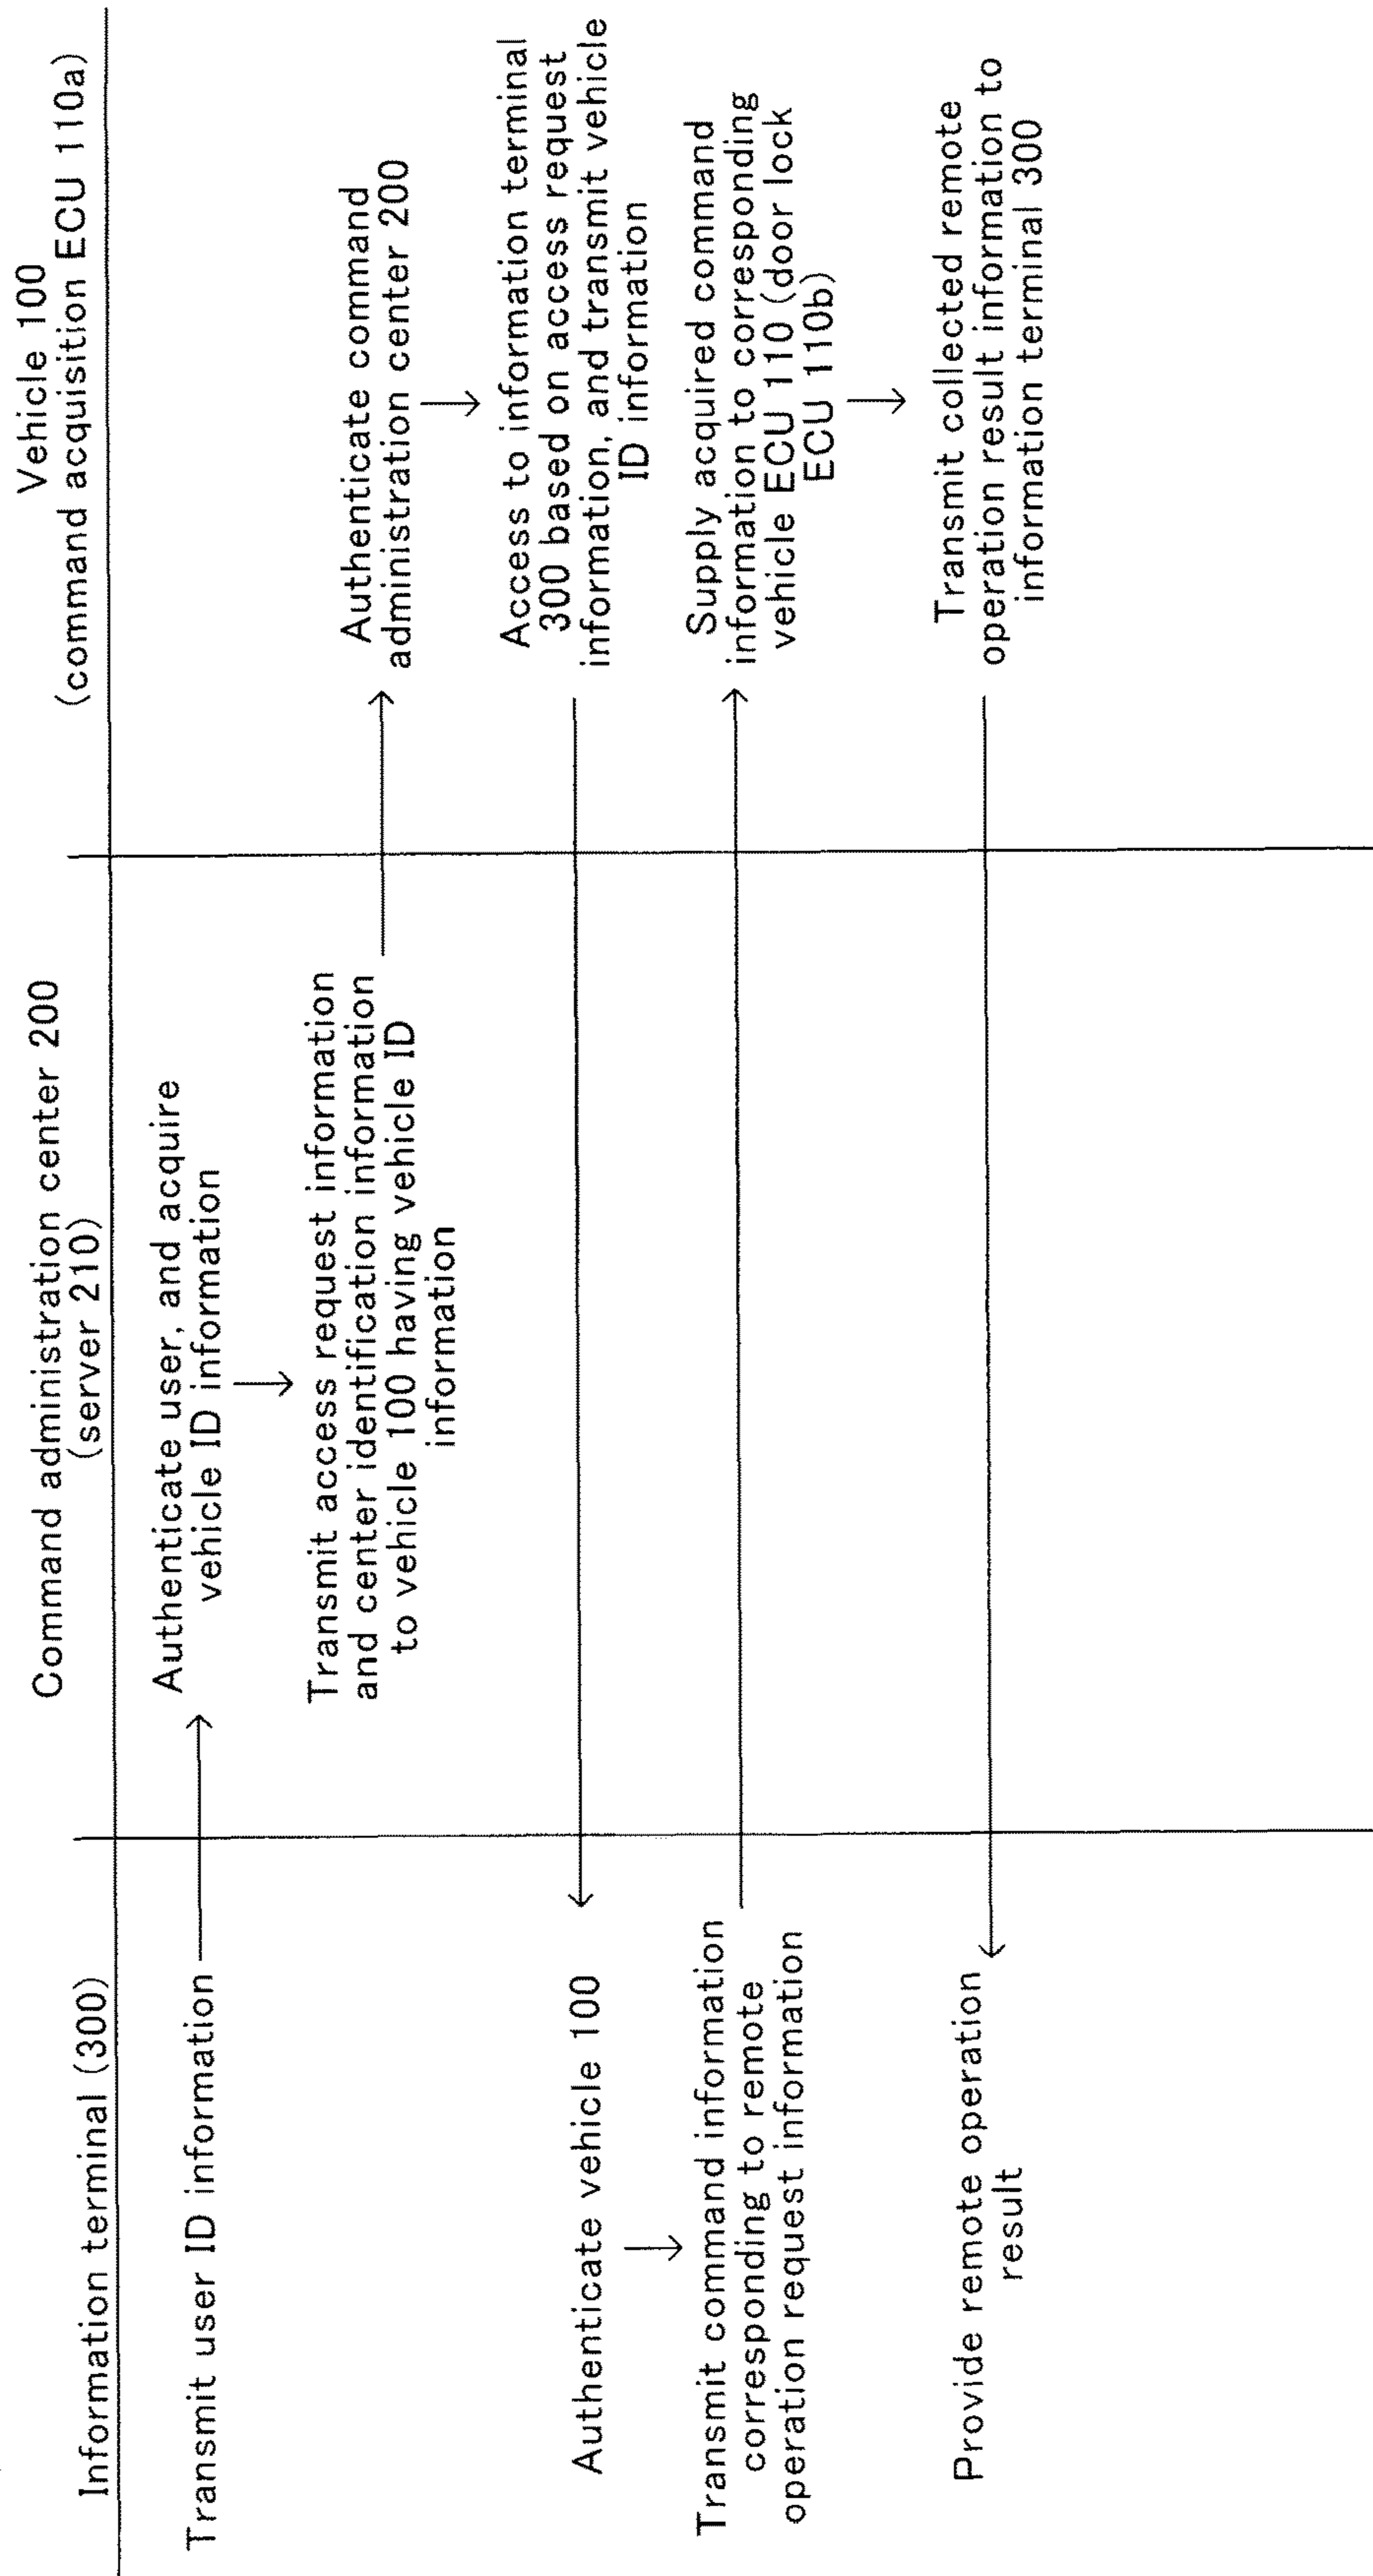 Information terminal (300)
Command administration center 200
(server 210)
Vehicle 100
(command acquisition ECU 110a)
Transmit user ID information
Authenticate user, and acquire
vehicle ID information
Transmit access request information
and center identification information
to vehicle 100 having vehicle ID
information
Authenticate command
administration center 200
Access to information terminal
300 based on access request
information, and transmit vehicle
ID information
Authenticate vehicle 100
Transmit command information
corresponding to remote
operation request information
Supply acquired command
information to corresponding
vehicle ECU 110 (door lock
ECU 110b)
Transmit collected remote
operation result information to
information terminal 300
Provide remote operation
result